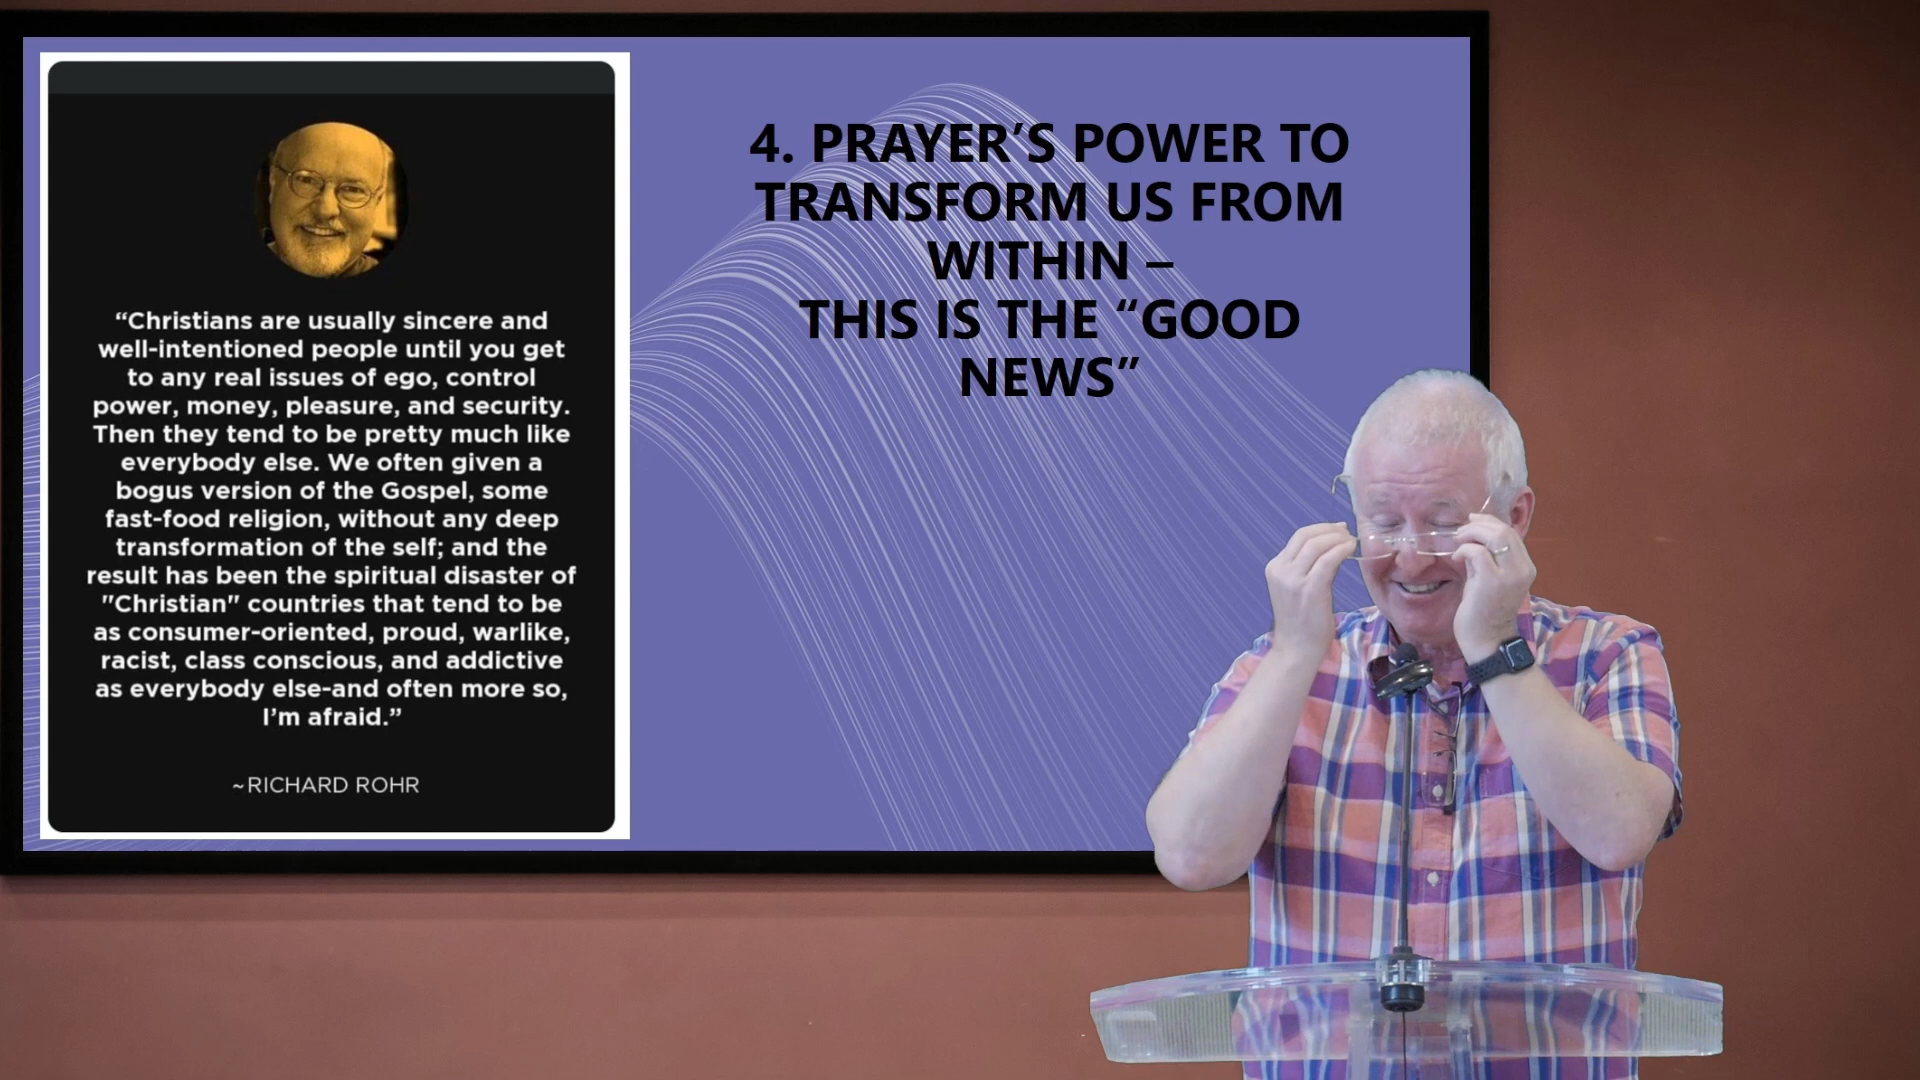 “Christians are usually sincere and
well-intentioned people until you get
to any real issues of ego, control
power, money, pleasure, and security.
Then they tend to be pretty much like
everybody else. We often given a
bogus version of the Gospel, some
fast-food religion, without any deep
transformation of the self; and the
result has been the spiritual disaster of
"Christian" countries that tend to be
as consumer-oriented, proud, warlike,
racist, class conscious, and addictive
as everybody else-and often more so,
I’m afraid.”
~RICHARD ROHR
4. PRAYER’S POWER TO
TRANSFORM US FROM
WITHIN –
THIS IS THE “GOOD
NEWS”